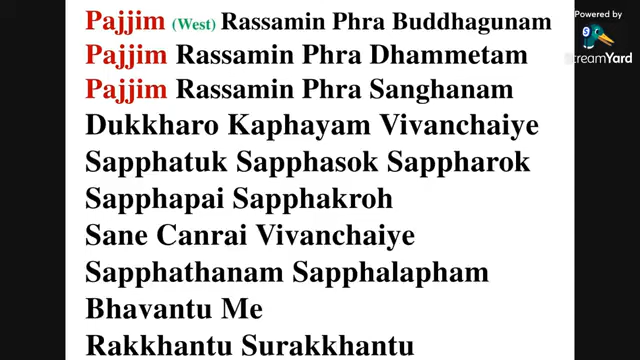 Pajjim (West) Rassamin Phra Buddhagunam
Pajjim Rassamin Phra Dhammetam
Pajjim Rassamin Phra Sanghanam
Dukkharo Kaphayam Vivanchaiye
Sapphatuk Sapphasok Sappharok
Sapphapai Sapphakroh
Sane Canrai Vivanchaiye
Sapphathanam Sapphalapham
Bhavantu Me
Rakkhantu Surakkhantu
Powered by
StreamYard